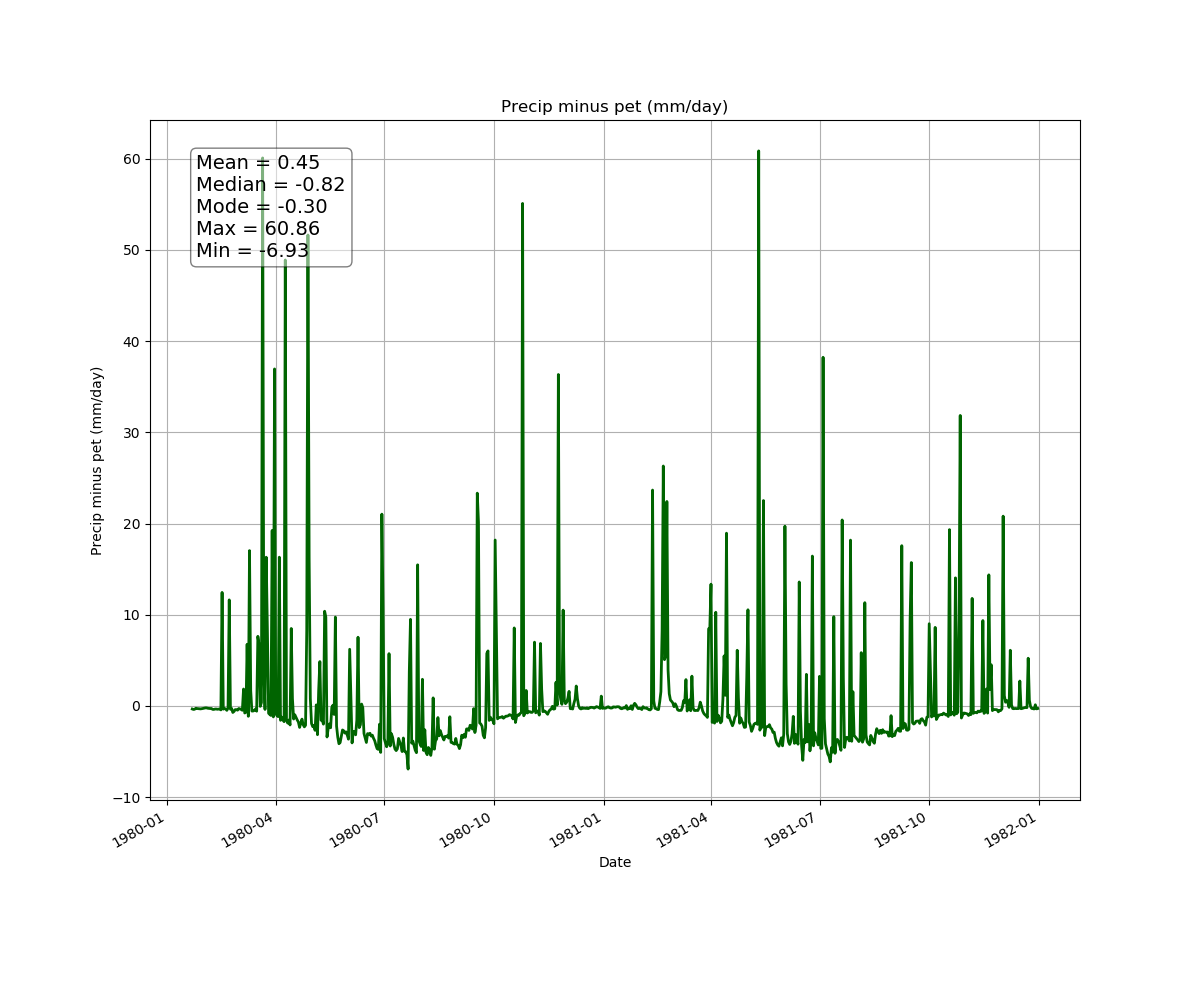 Precip minus pet (mm/day)
Mean = 0.45
Median = -0.82
Mode = -0.30
Max = 60.86
Min = -6.93
Precip minus pet (mm/day)
60
50
40
30
20
10
0
−10
1980-01
1980-04
1980-07
1980-10
1981-01
1981-04
1981-07
1981-10
1982-01
Date